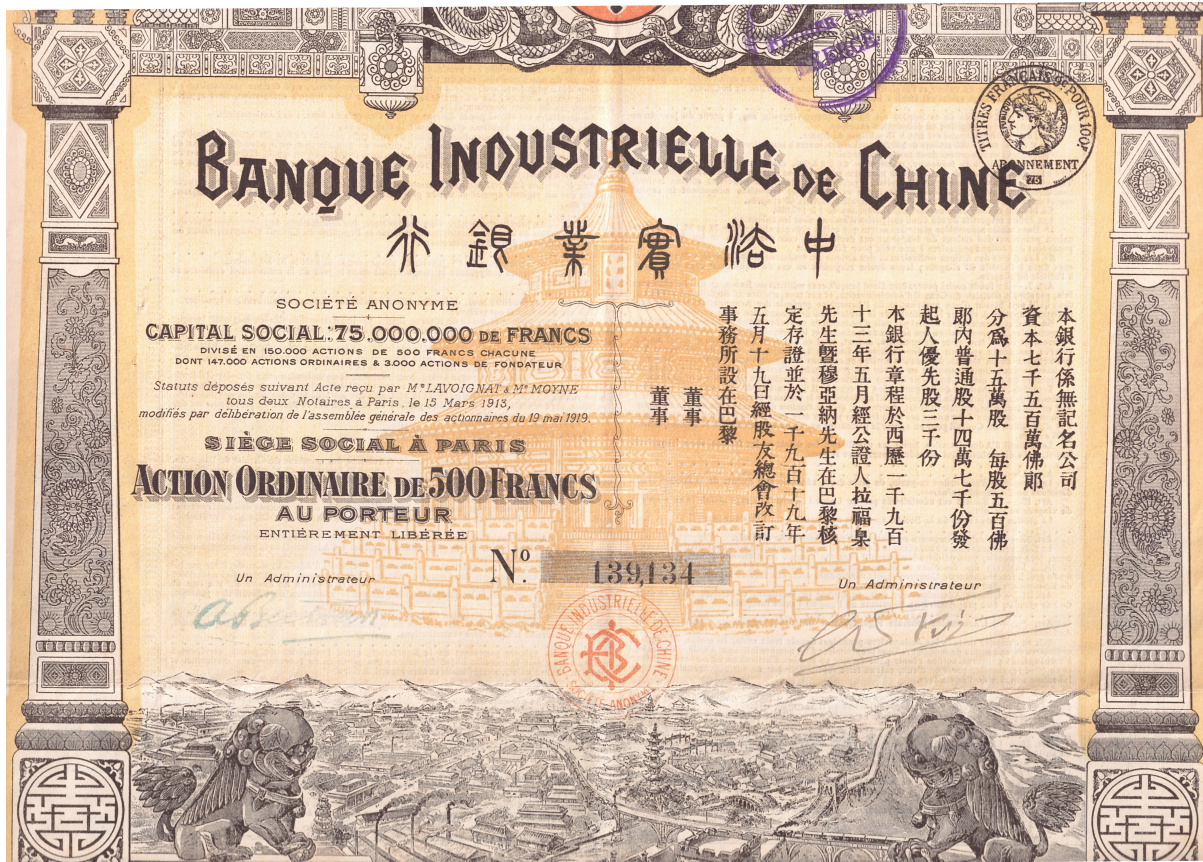 BANQUE INDUSTRIELLE DE CHINE
中法實業銀行
TITRES FRANÇAIS 0F POUR 100F
ABONNEMENT
75
SOCIÉTÉ ANONYME
CAPITAL SOCIAL: 75.000.000 DE FRANCS
DIVISÉ EN 150.000 ACTIONS DE 500 FRANCS CHACUNE
DONT 147.000 ACTIONS ORDINAIRES & 3.000 ACTIONS DE FONDATEUR
Statuts déposés suivant Acte reçu par Mᵉ LAVOIGNAT & Mᵉ MOYNE
tous deux Notaires à Paris, le 15 Mars 1913,
modifiés par délibération de l'assemblée générale des actionnaires du 19 mai 1919.
SIÈGE SOCIAL À PARIS
ACTION ORDINAIRE DE 500 FRANCS
AU PORTEUR
ENTIÈREMENT LIBÉRÉE
本銀行係無記名公司
資本七千五百萬佛郎
分爲十五萬股 每股五百佛
郎内普通股十四萬七千份發
起人優先股三千份
本銀行章程於西歷一千九百
十三年五月經公證人拉福臬
先生暨穆亞納先生在巴黎核
定存證並於一千九百十九年
五月十九日經股友總會改訂
事務所設在巴黎
董事
董事
Nº. 139,134
Un Administrateur
Un Administrateur
BANQUE INDUSTRIELLE DE CHINE
SOCIÉTÉ ANONYME